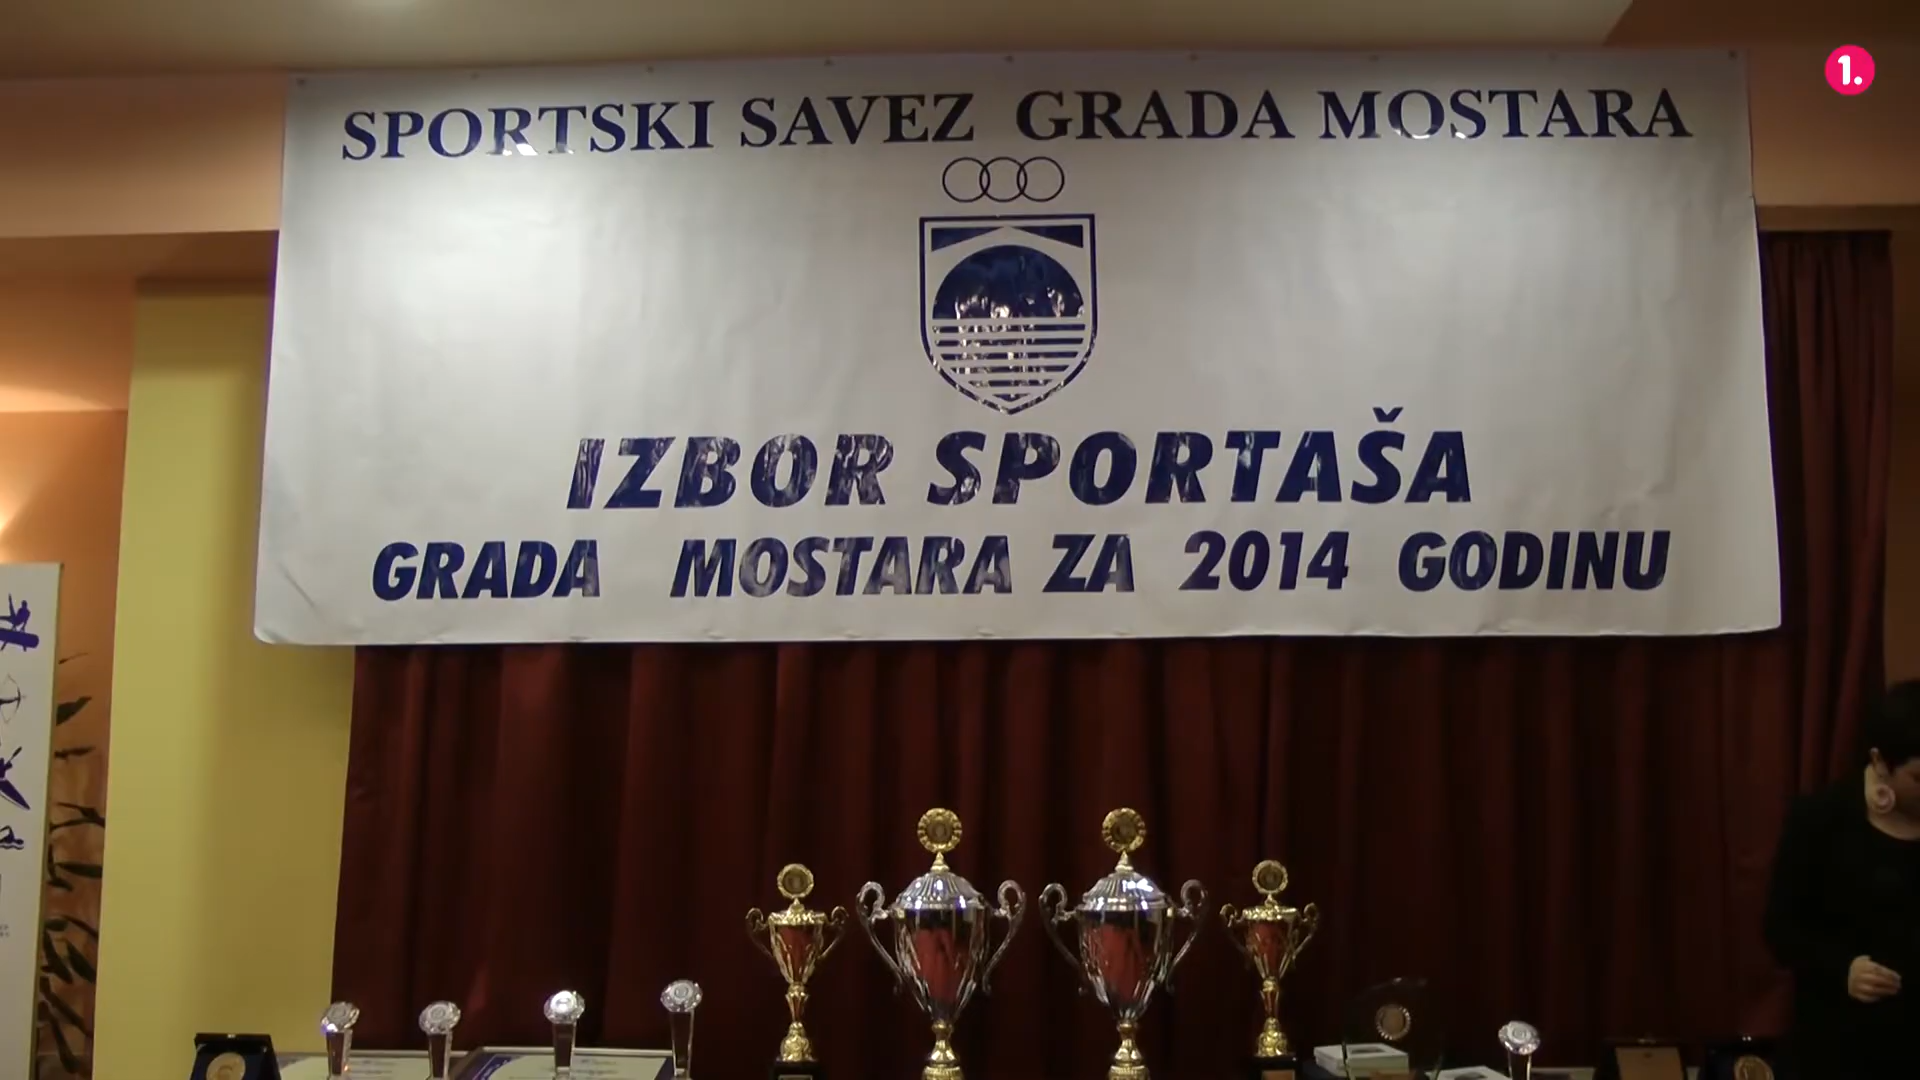 1.
SPORTSKI SAVEZ GRADA MOSTARA
IZBOR SPORTAŠA
GRADA MOSTARA ZA 2014 GODINU